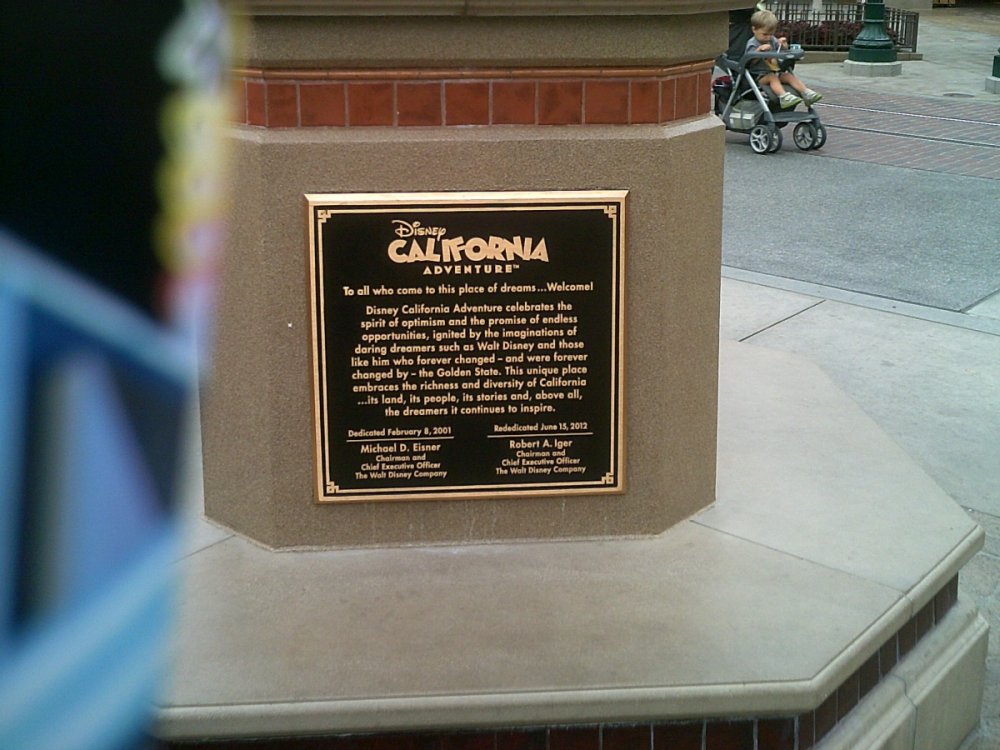 Disney
CALIFORNIA
ADVENTURE™
To all who come to this place of dreams...Welcome!
Disney California Adventure celebrates the
spirit of optimism and the promise of endless
opportunities, ignited by the imaginations of
daring dreamers such as Walt Disney and those
like him who forever changed – and were forever
changed by – the Golden State. This unique place
embraces the richness and diversity of California
...its land, its people, its stories and, above all,
the dreamers it continues to inspire.
Dedicated February 8, 2001
Michael D. Eisner
Chairman and
Chief Executive Officer
The Walt Disney Company
Rededicated June 15, 2012
Robert A. Iger
Chairman and
Chief Executive Officer
The Walt Disney Company